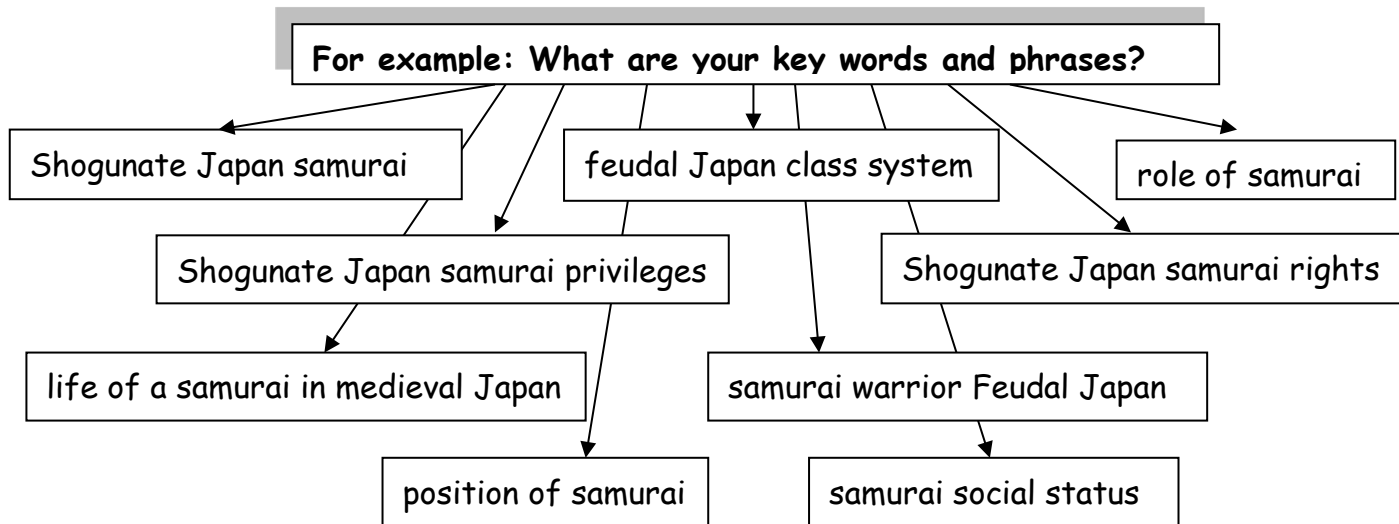 For example: What are your key words and phrases?
Shogunate Japan samurai
feudal Japan class system
role of samurai
Shogunate Japan samurai privileges
Shogunate Japan samurai rights
life of a samurai in medieval Japan
samurai warrior Feudal Japan
position of samurai
samurai social status